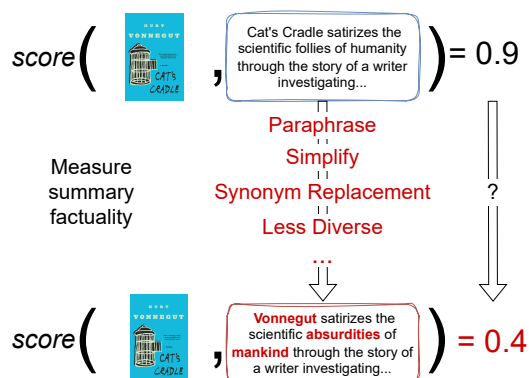 score( , ) = 0.9
KURT
VONNEGUT
CAT'S
CRADLE
Cat's Cradle satirizes the
scientific follies of humanity
through the story of a writer
investigating...
Paraphrase
Simplify
Synonym Replacement
Less Diverse
...
Measure
summary
factuality
?
score( , ) = 0.4
KURT
VONNEGUT
CAT'S
CRADLE
Vonnegut satirizes the
scientific absurdities of
mankind through the story of
a writer investigating...